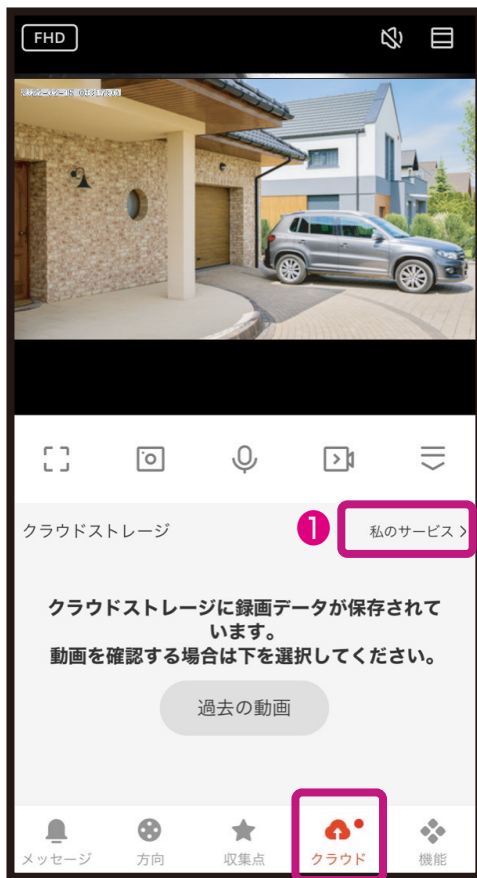 FHD
クラウドストレージ
❶
私のサービス >
クラウドストレージに録画データが保存されて
います。
動画を確認する場合は下を選択してください。
過去の動画
メッセージ
方向
収集点
クラウド
機能